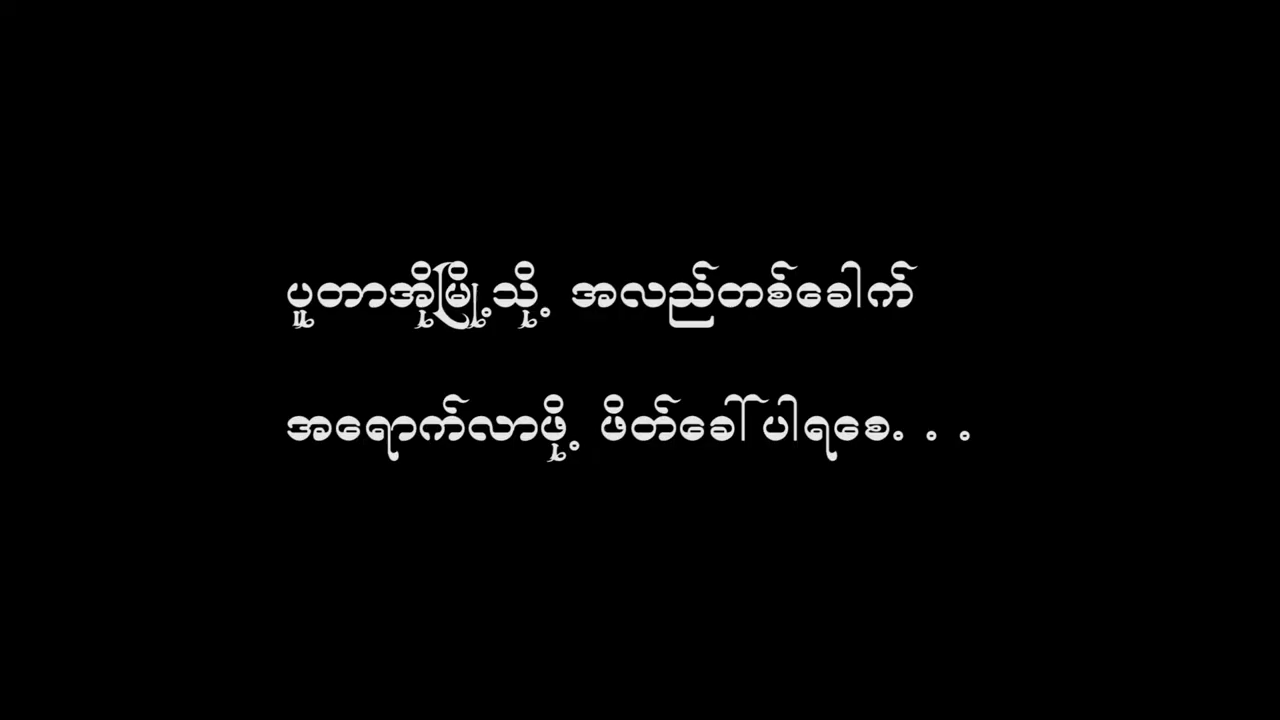 ပူတာအိုမြို့သို့ အလည်တစ်ခေါက်
အရောက်လာဖို့ ဖိတ်ခေါ်ပါရစေ. . .